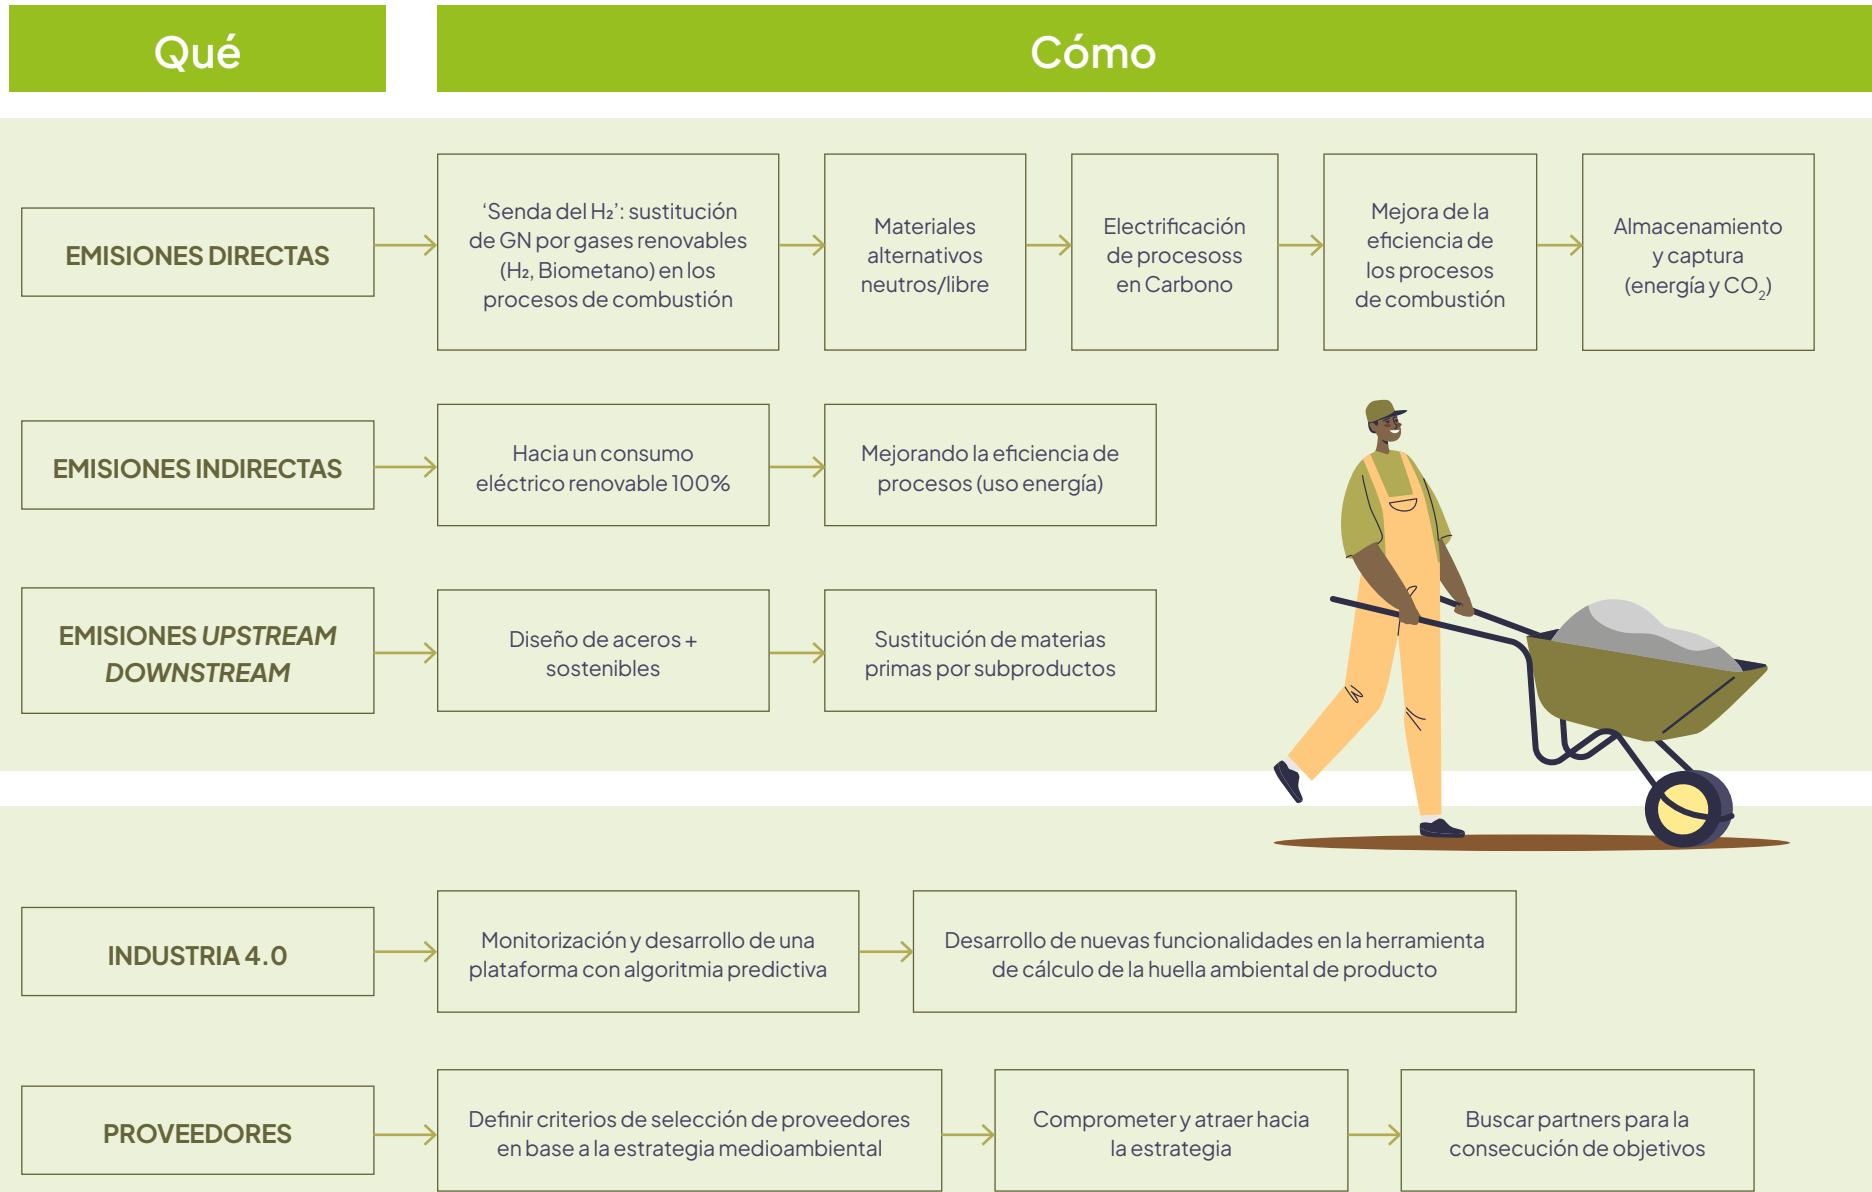 Qué
Cómo
EMISIONES DIRECTAS
‘Senda del H₂’: sustitución
de GN por gases renovables
(H₂, Biometano) en los
procesos de combustión
Materiales
alternativos
neutros/libre
Electrificación
de procesoss
en Carbono
Mejora de la
eficiencia de
los procesos
de combustión
Almacenamiento
y captura
(energía y CO₂)
EMISIONES INDIRECTAS
Hacia un consumo
eléctrico renovable 100%
Mejorando la eficiencia de
procesos (uso energía)
EMISIONES UPSTREAM
DOWNSTREAM
Diseño de aceros +
sostenibles
Sustitución de materias
primas por subproductos
INDUSTRIA 4.0
Monitorización y desarrollo de una
plataforma con algoritmia predictiva
Desarrollo de nuevas funcionalidades en la herramienta
de cálculo de la huella ambiental de producto
PROVEEDORES
Definir criterios de selección de proveedores
en base a la estrategia medioambiental
Comprometer y atraer hacia
la estrategia
Buscar partners para la
consecución de objetivos